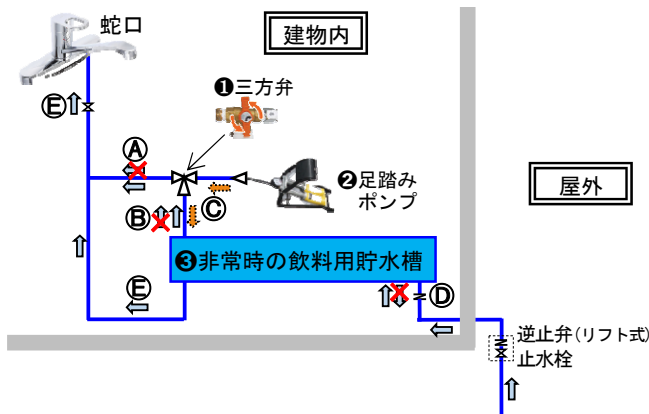 蛇口
建物内
❶三方弁
Ⓔ
Ⓐ
❷足踏み
ポンプ
屋外
Ⓑ
Ⓒ
❸非常時の飲料用貯水槽
Ⓔ
Ⓓ
逆止弁(リフト式)
止水栓